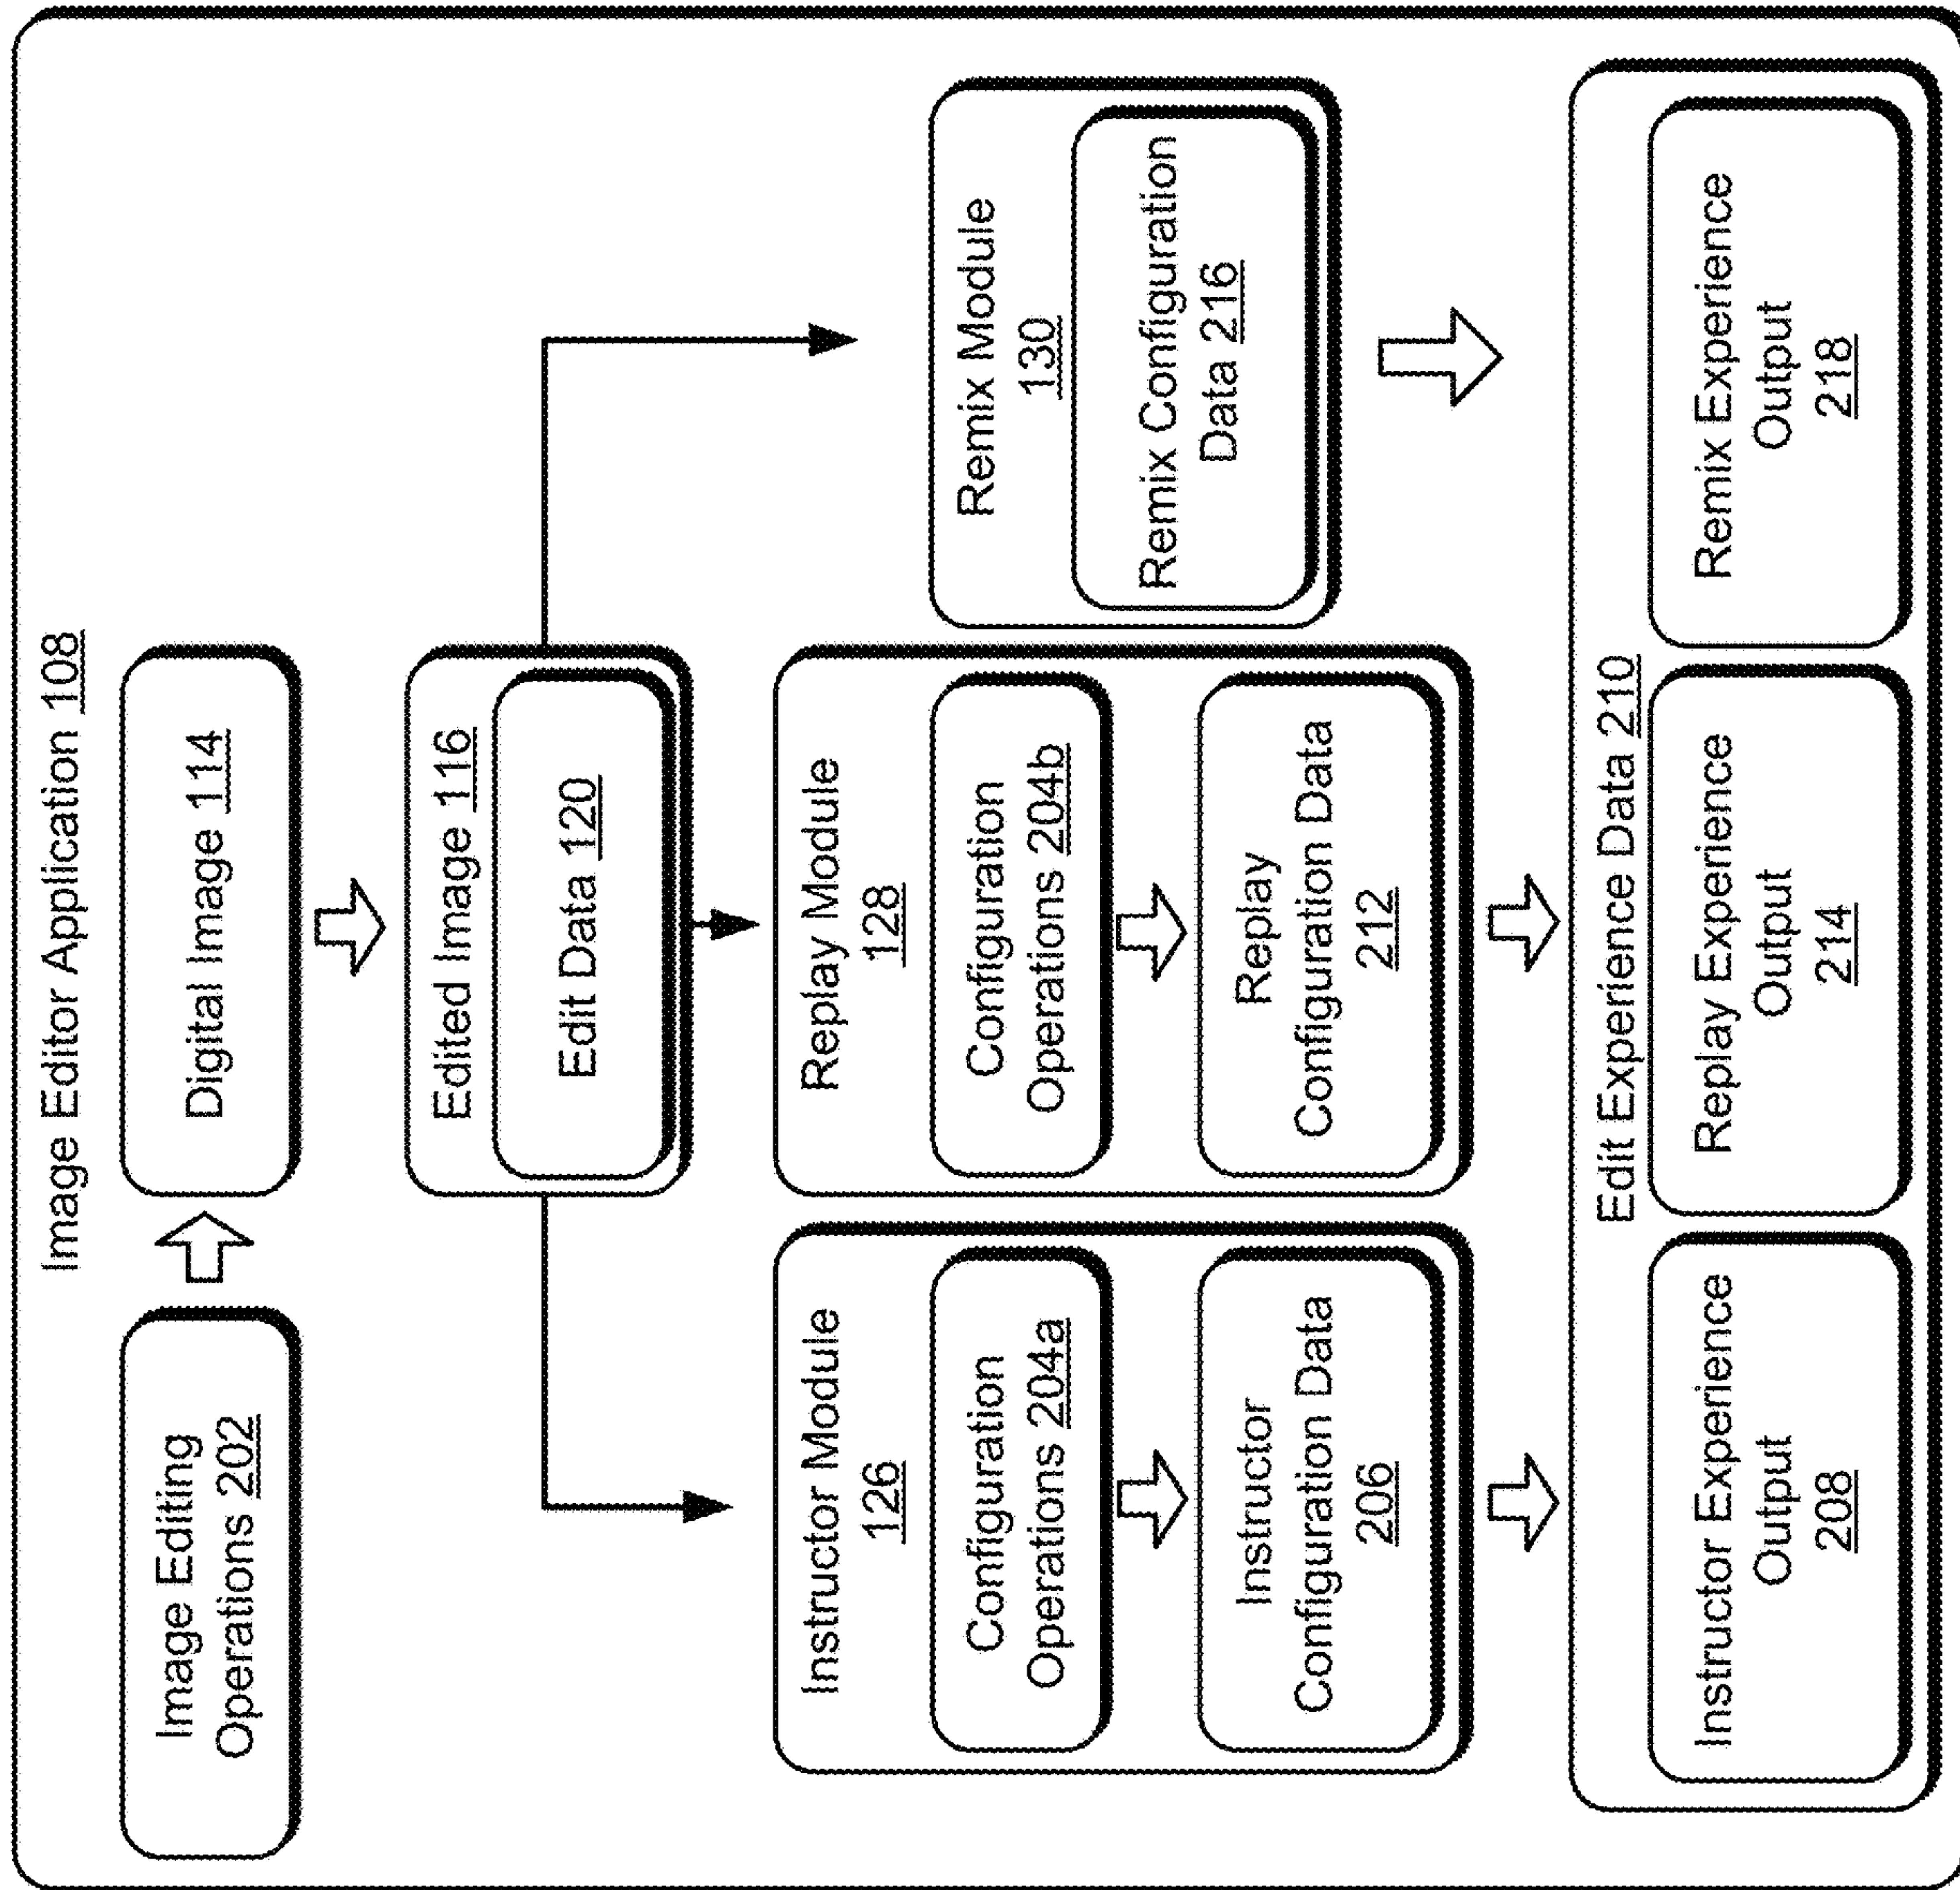 Image Editor Application 108
Image Editing
Operations 202
Digital Image 114
Edited Image 116
Edit Data 120
Instructor Module
126
Configuration
Operations 204a
Instructor
Configuration Data
206
Replay Module
128
Configuration
Operations 204b
Replay
Configuration Data
212
Remix Module
130
Remix Configuration
Data 216
Edit Experience Data 210
Instructor Experience
Output
208
Replay Experience
Output
214
Remix Experience
Output
218